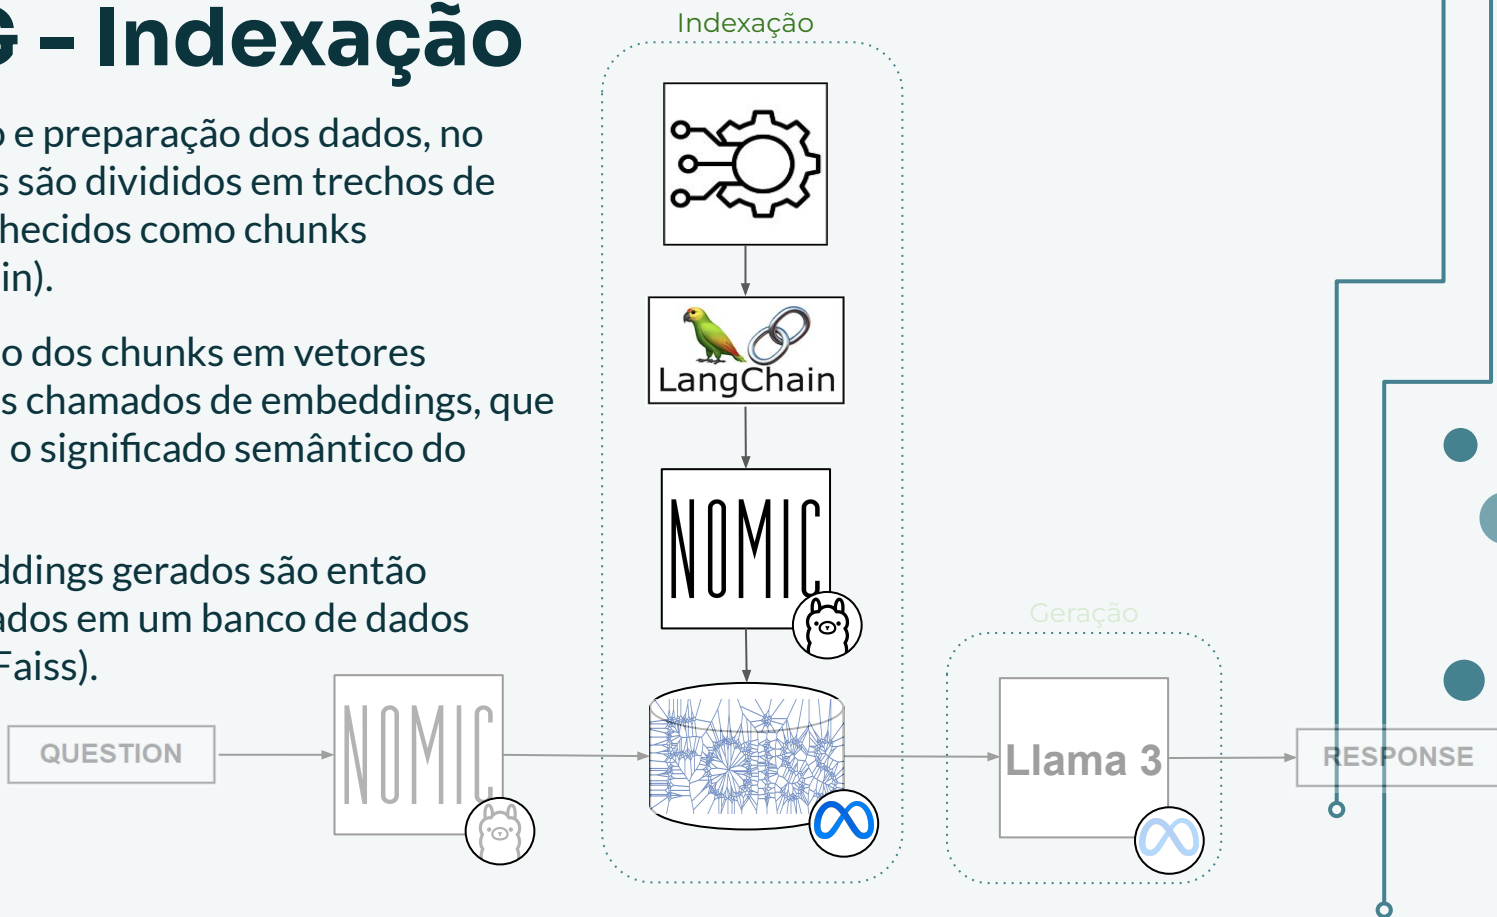 – Indexação
e preparação dos dados, no
são divididos em trechos de
hecidos como chunks
in).
o dos chunks em vetores
s chamados de embeddings, que
o significado semântico do
ddings gerados são então
ados em um banco de dados
Faiss).
Indexação
LangChain
NOMIC
Geração
QUESTION
NOMIC
Llama 3
RESPONSE